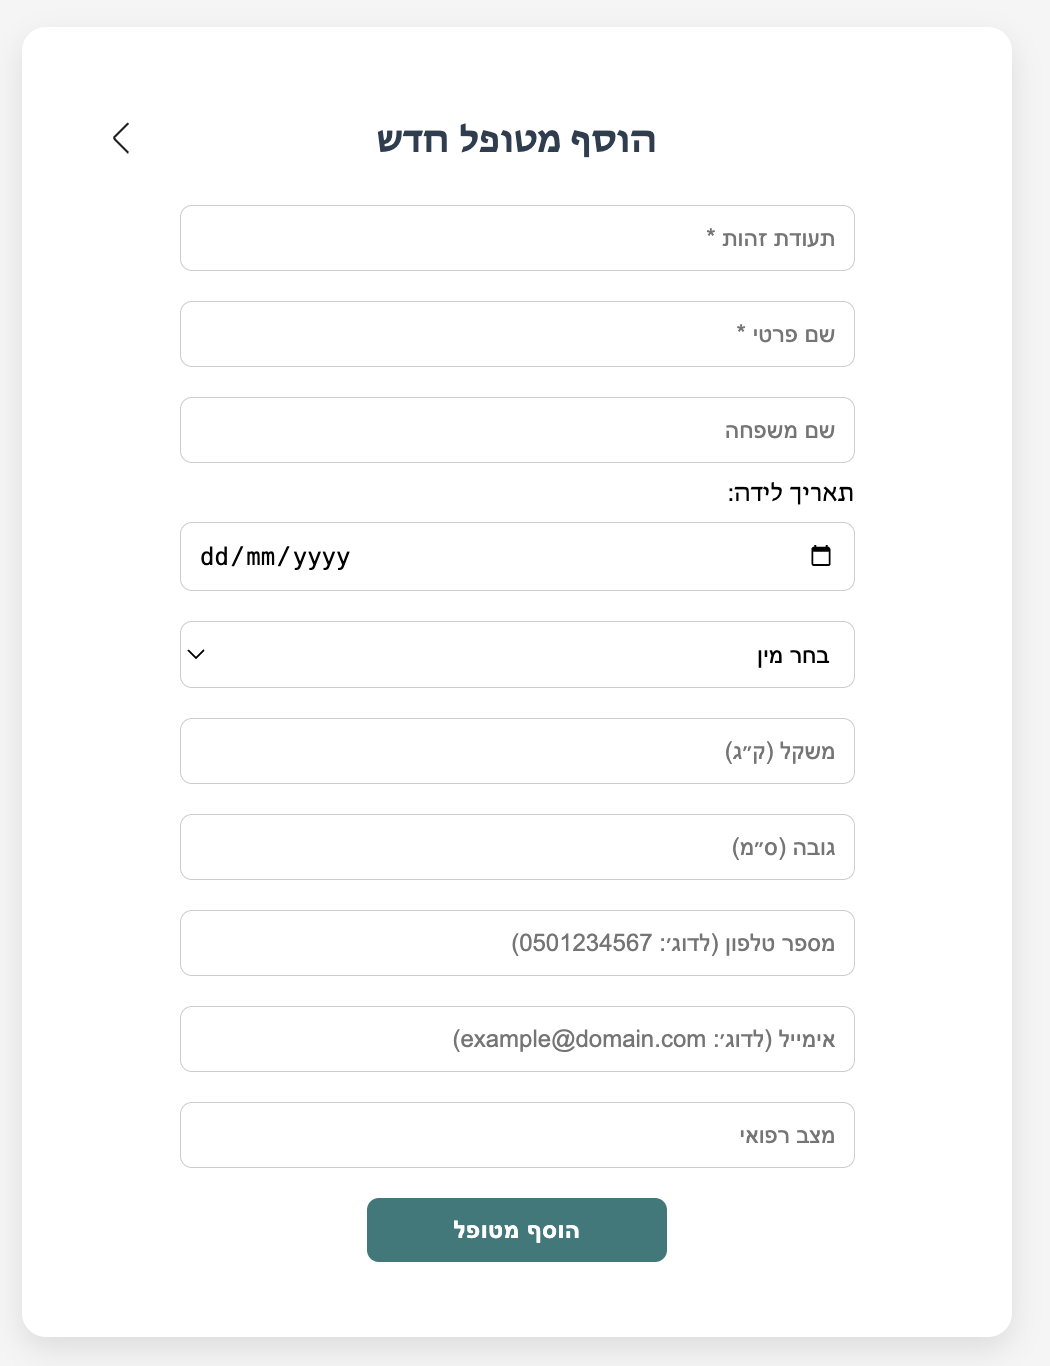 הוסף מטופל חדש
תעודת זהות *
שם פרטי *
שם משפחה
תאריך לידה:
dd/mm/yyyy
בחר מין
משקל (ק״ג)
גובה (ס״מ)
מספר טלפון (לדוג׳: 0501234567)
אימייל (לדוג׳: example@domain.com)
מצב רפואי
הוסף מטופל